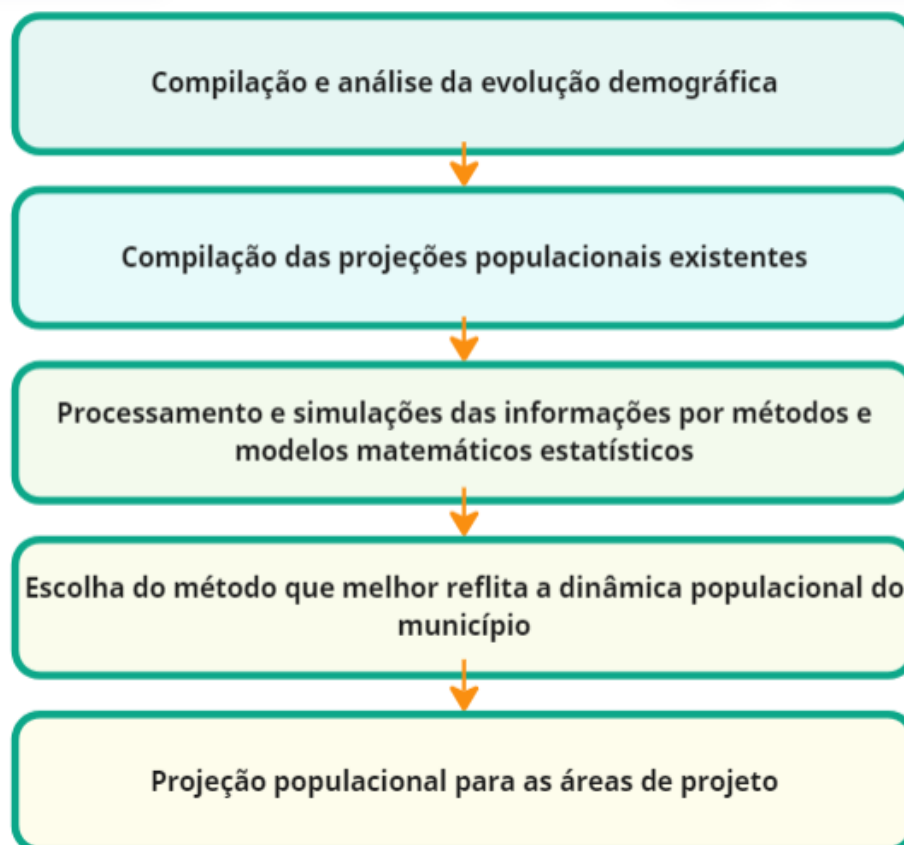 Compilação e análise da evolução demográfica
Compilação das projeções populacionais existentes
Processamento e simulações das informações por métodos e
modelos matemáticos estatísticos
Escolha do método que melhor reflita a dinâmica populacional do
município
Projeção populacional para as áreas de projeto